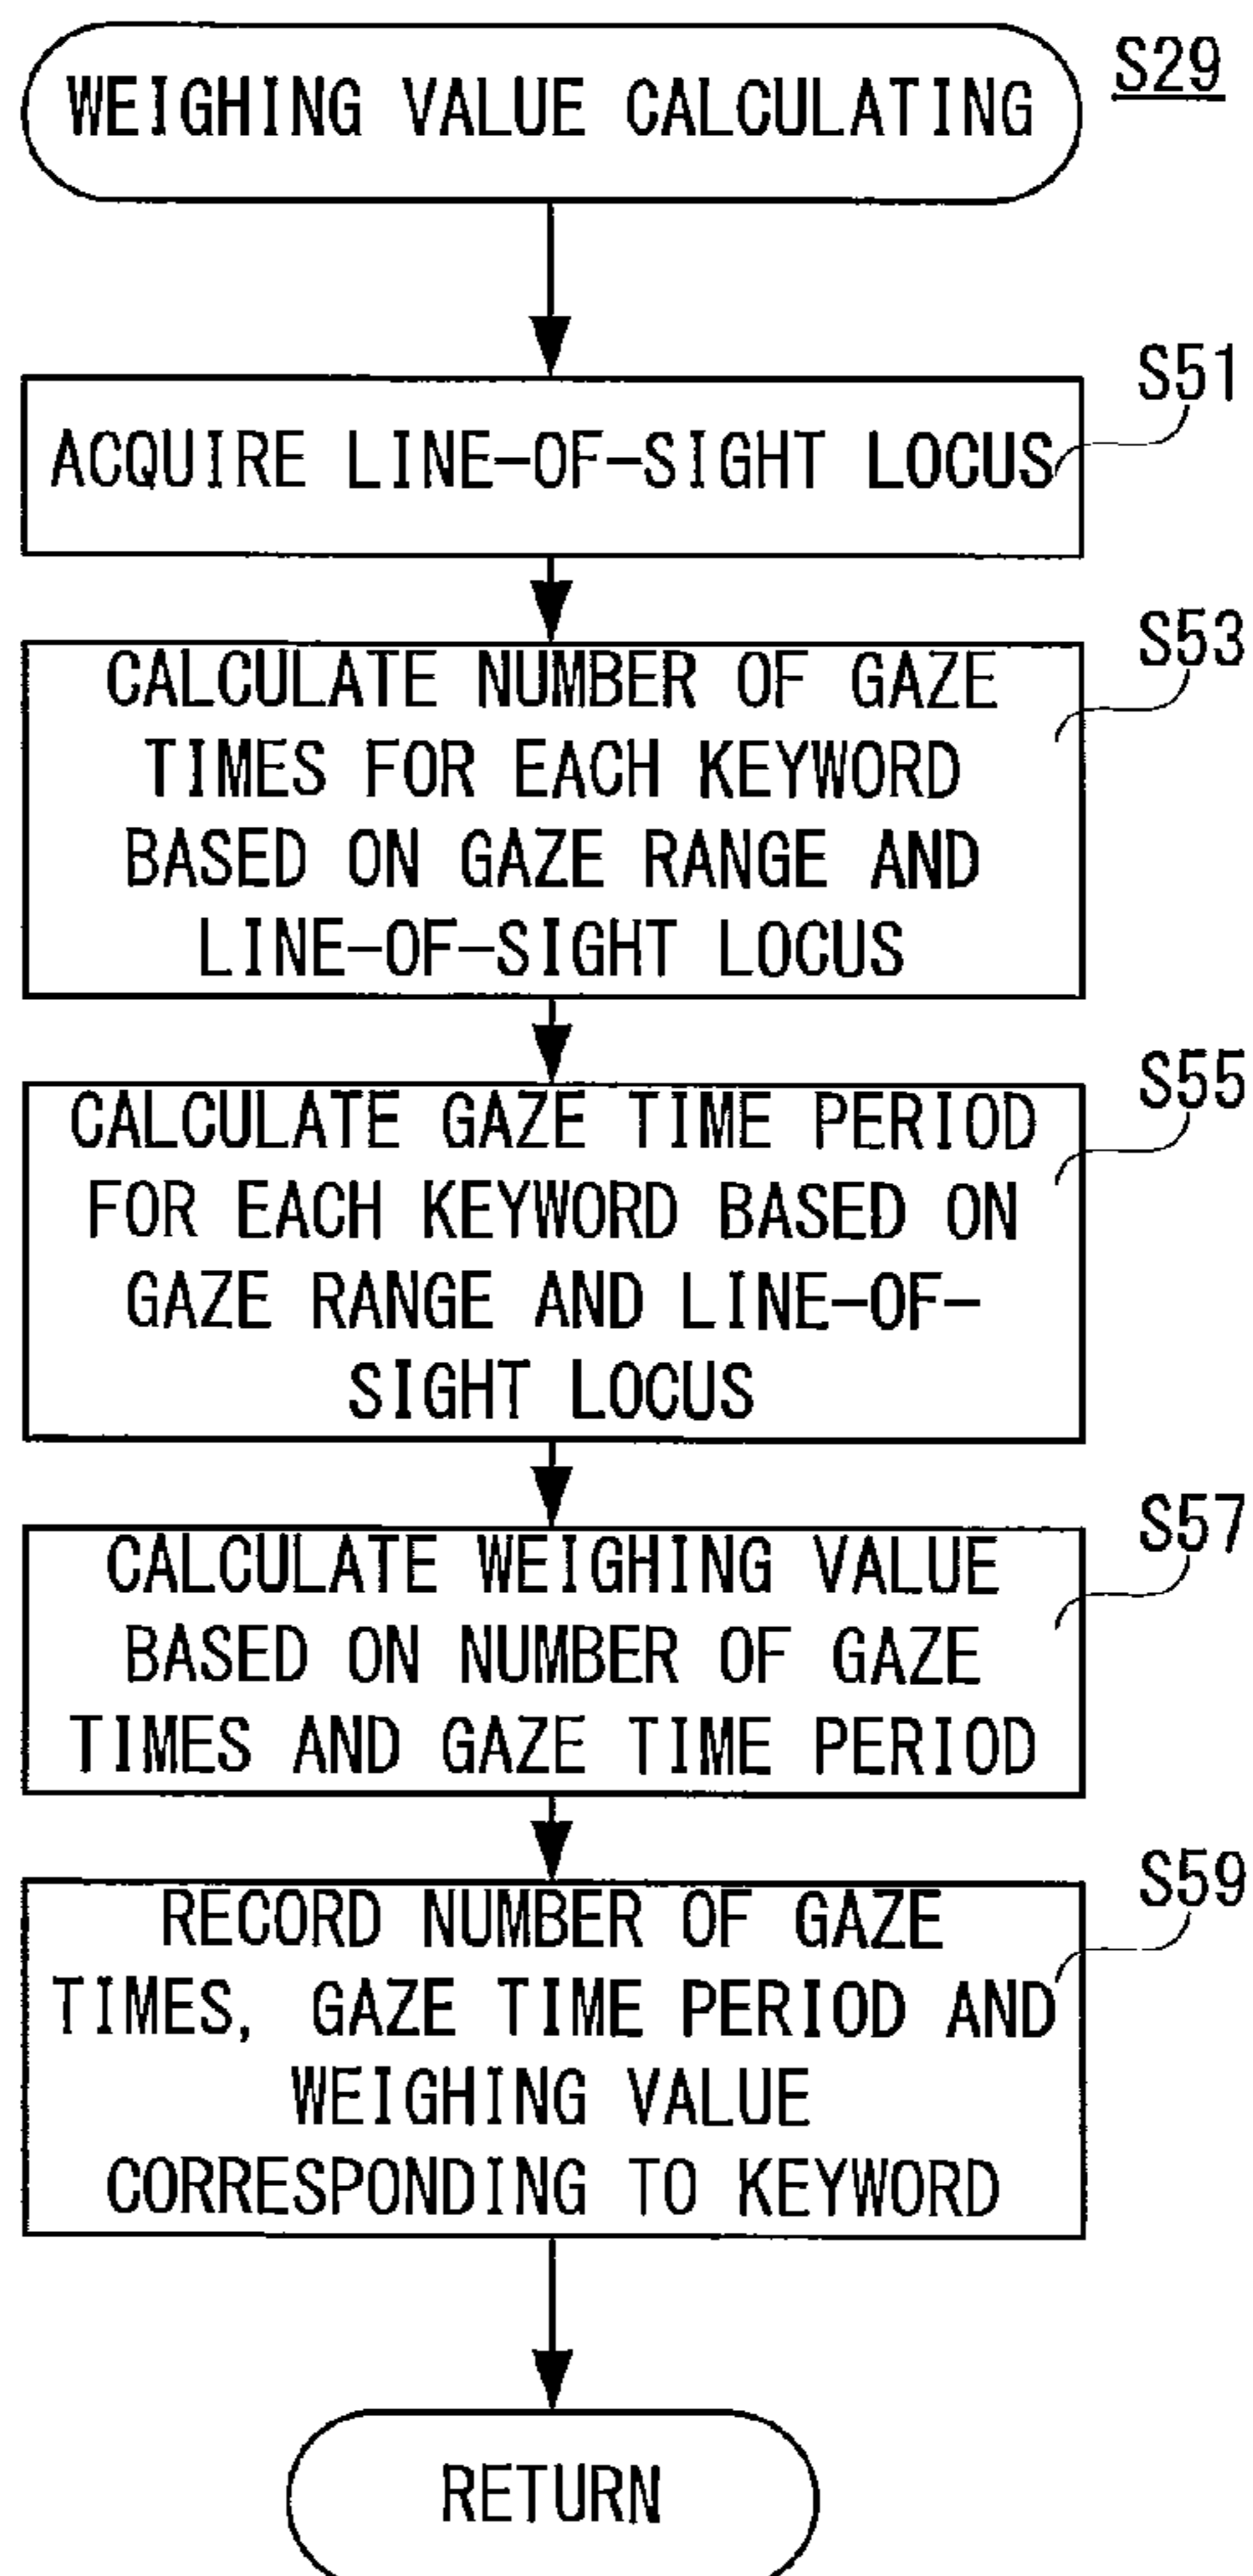 WEIGHING VALUE CALCULATING
S29
S51
ACQUIRE LINE-OF-SIGHT LOCUS
S53
CALCULATE NUMBER OF GAZE
TIMES FOR EACH KEYWORD
BASED ON GAZE RANGE AND
LINE-OF-SIGHT LOCUS
S55
CALCULATE GAZE TIME PERIOD
FOR EACH KEYWORD BASED ON
GAZE RANGE AND LINE-OF-
SIGHT LOCUS
S57
CALCULATE WEIGHING VALUE
BASED ON NUMBER OF GAZE
TIMES AND GAZE TIME PERIOD
S59
RECORD NUMBER OF GAZE
TIMES, GAZE TIME PERIOD AND
WEIGHING VALUE
CORRESPONDING TO KEYWORD
RETURN